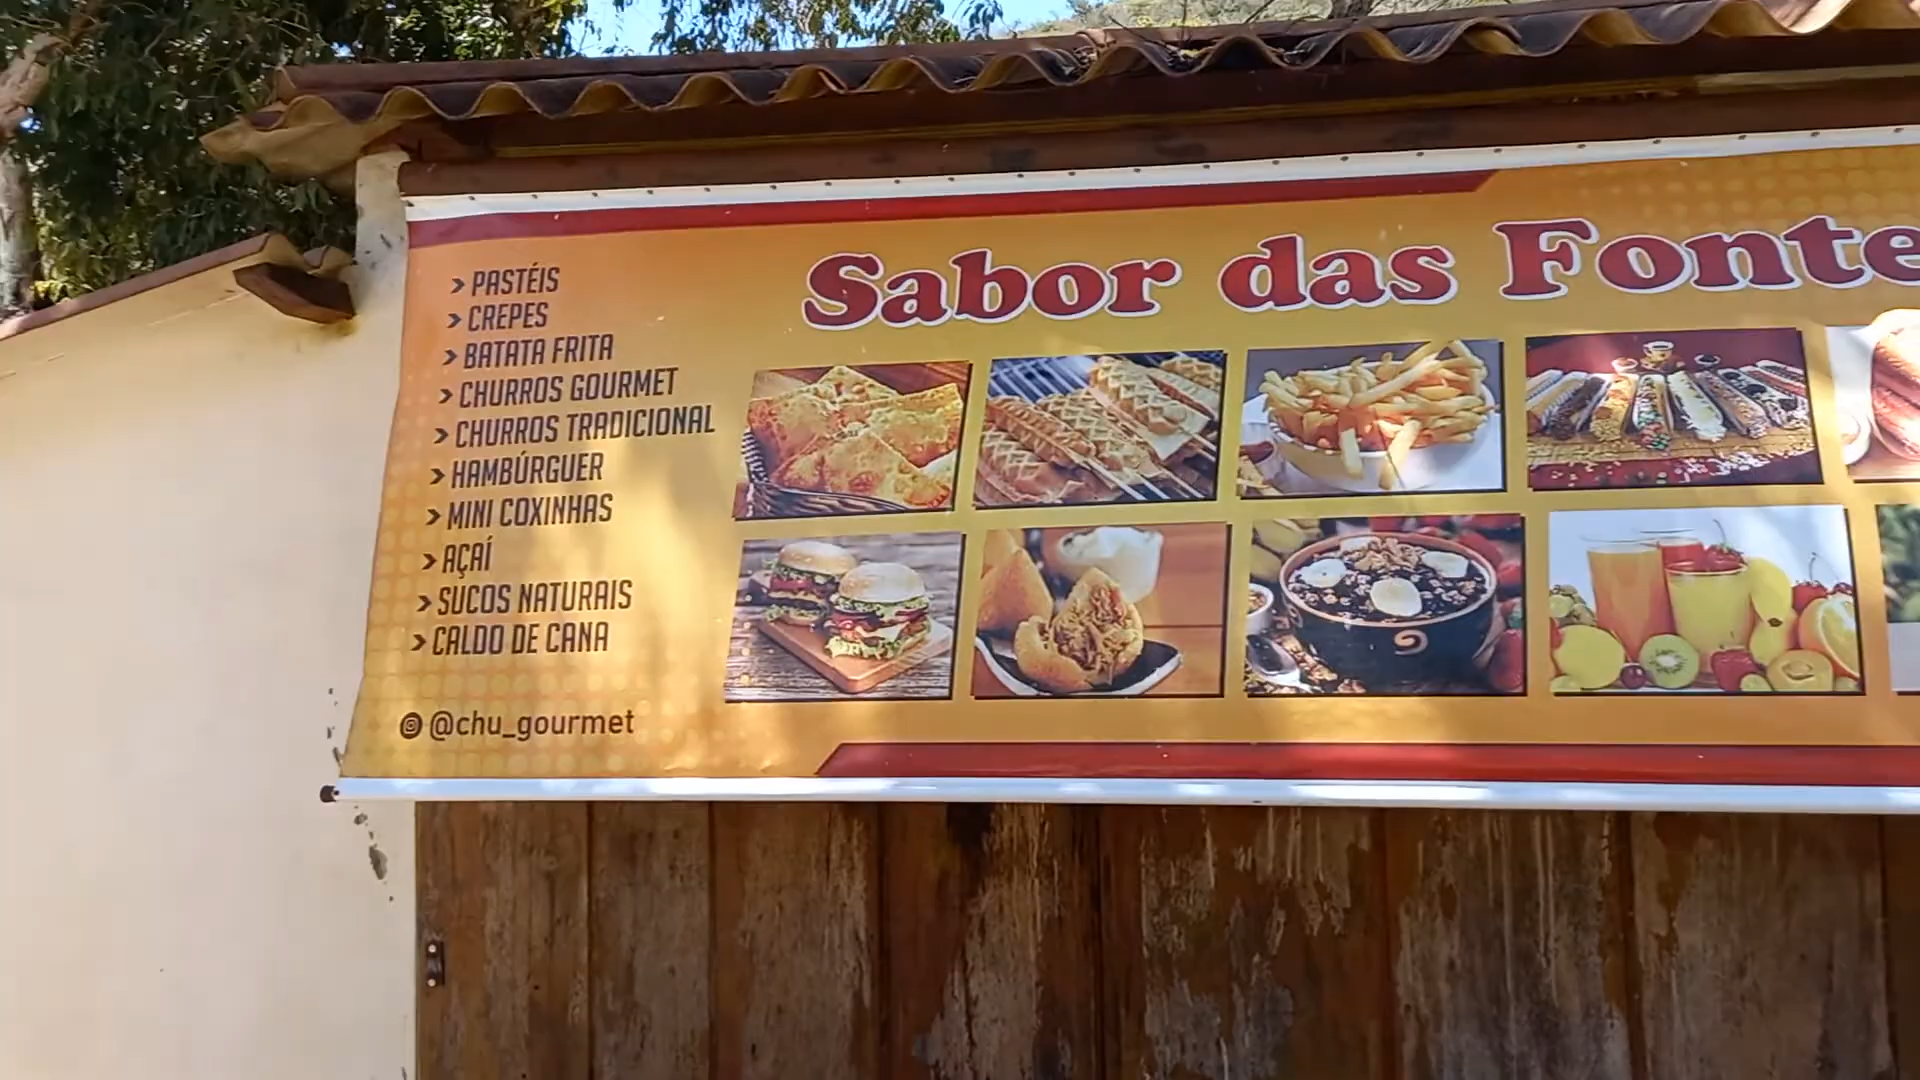 Sabor das Fonte
> PASTÉIS
> CREPES
> BATATA FRITA
> CHURROS GOURMET
> CHURROS TRADICIONAL
> HAMBÚRGUER
> MINI COXINHAS
> AÇAÍ
> SUCOS NATURAIS
> CALDO DE CANA
@chu_gourmet